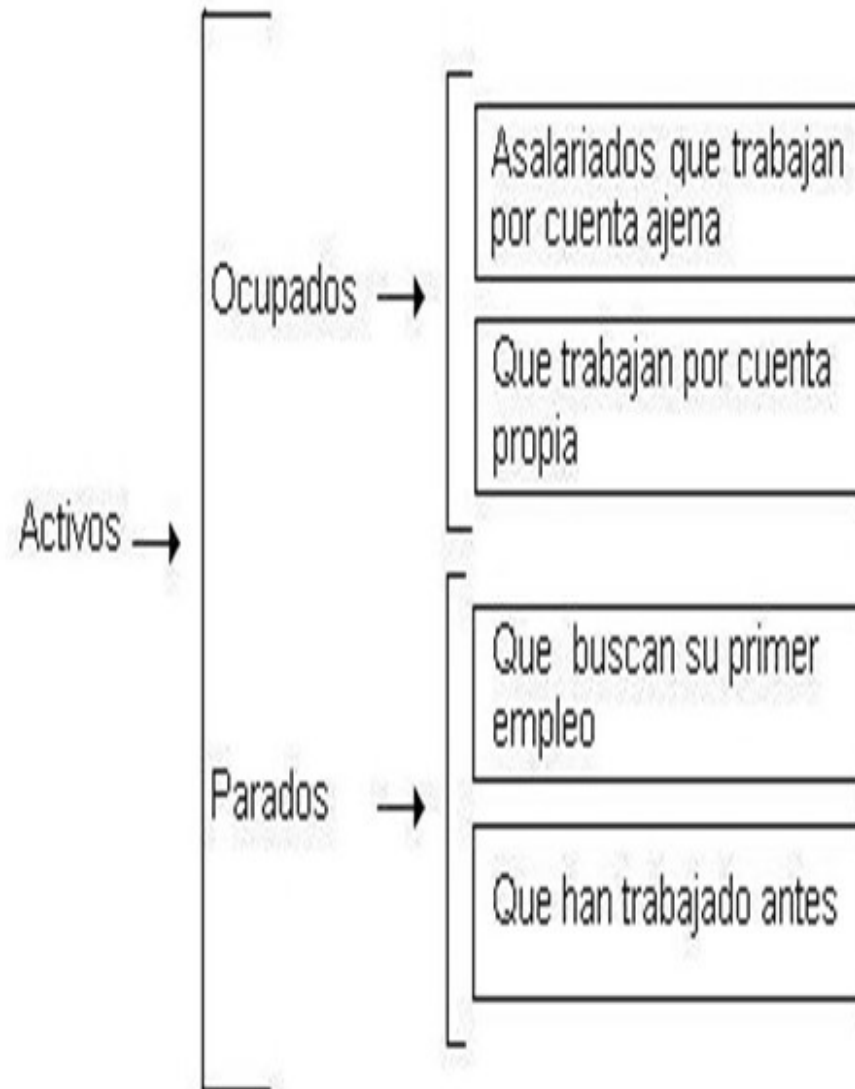 Activos
Ocupados
Asalariados que trabajan
por cuenta ajena
Que trabajan por cuenta
propia
Parados
Que buscan su primer
empleo
Que han trabajado antes